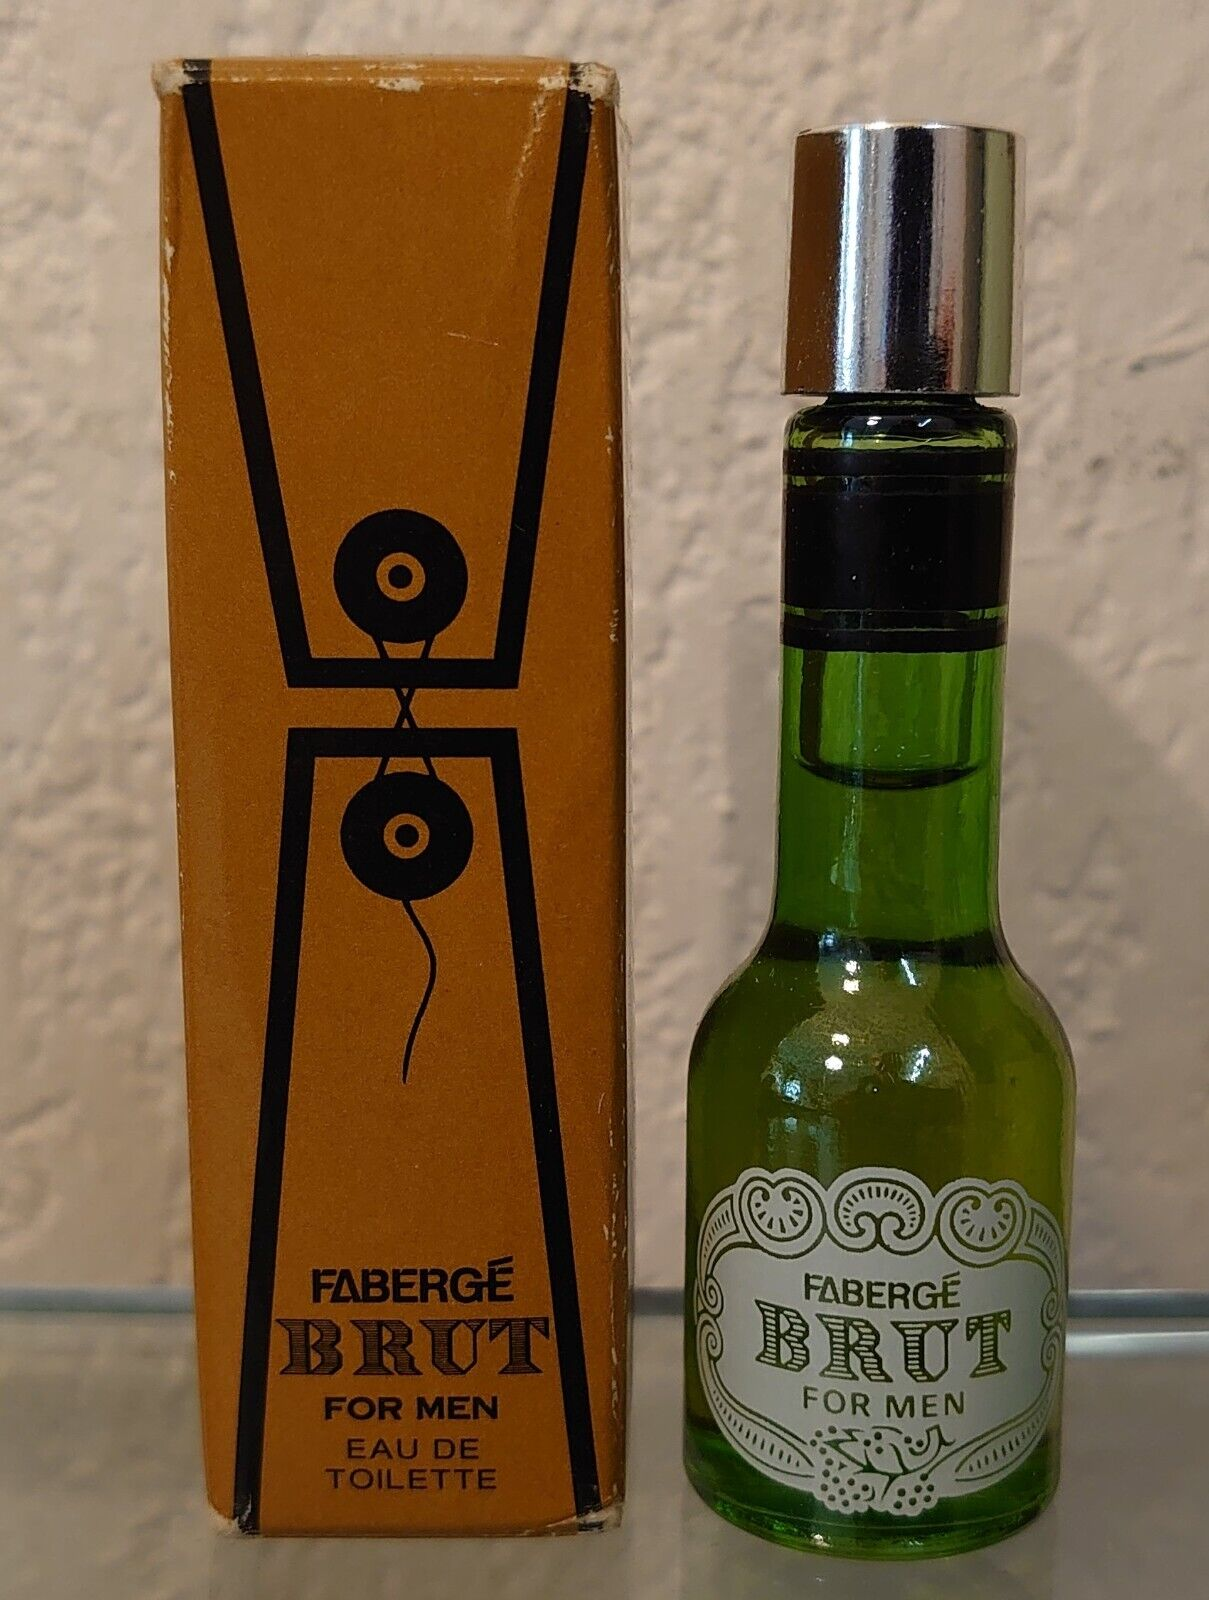 FABERGÉ
BRUT
FOR MEN
EAU DE
TOILETTE
FABERGÉ
BRUT
FOR MEN